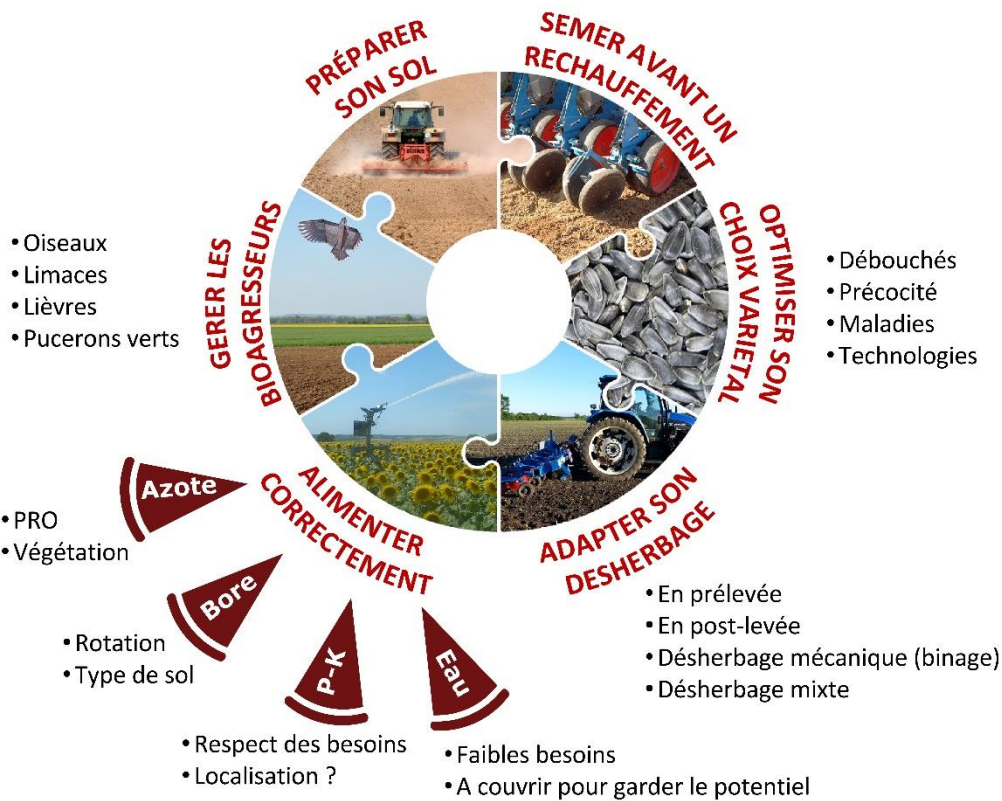 PRÉPARER
SON SOL
SEMER AVANT UN
RECHAUFFEMENT
OPTIMISER SON
CHOIX VARIETAL
• Débouchés
• Précocité
• Maladies
• Technologies
ADAPTER SON
DESHERBAGE
• En prélevée
• En post-levée
• Désherbage mécanique (binage)
• Désherbage mixte
ALIMENTER
CORRECTEMENT
Azote
• PRO
• Végétation
Bore
• Rotation
• Type de sol
P-K
• Respect des besoins
• Localisation ?
Eau
• Faibles besoins
• A couvrir pour garder le potentiel
GERER LES
BIOAGRESSEURS
• Oiseaux
• Limaces
• Lièvres
• Pucerons verts